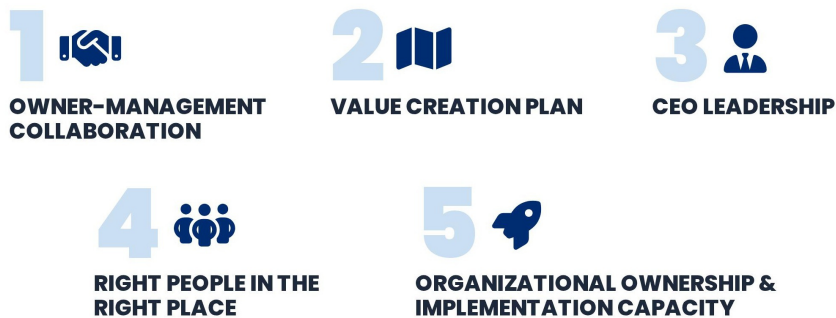 1
OWNER-MANAGEMENT
COLLABORATION
2
VALUE CREATION PLAN
3
CEO LEADERSHIP
4
RIGHT PEOPLE IN THE
RIGHT PLACE
5
ORGANIZATIONAL OWNERSHIP &
IMPLEMENTATION CAPACITY